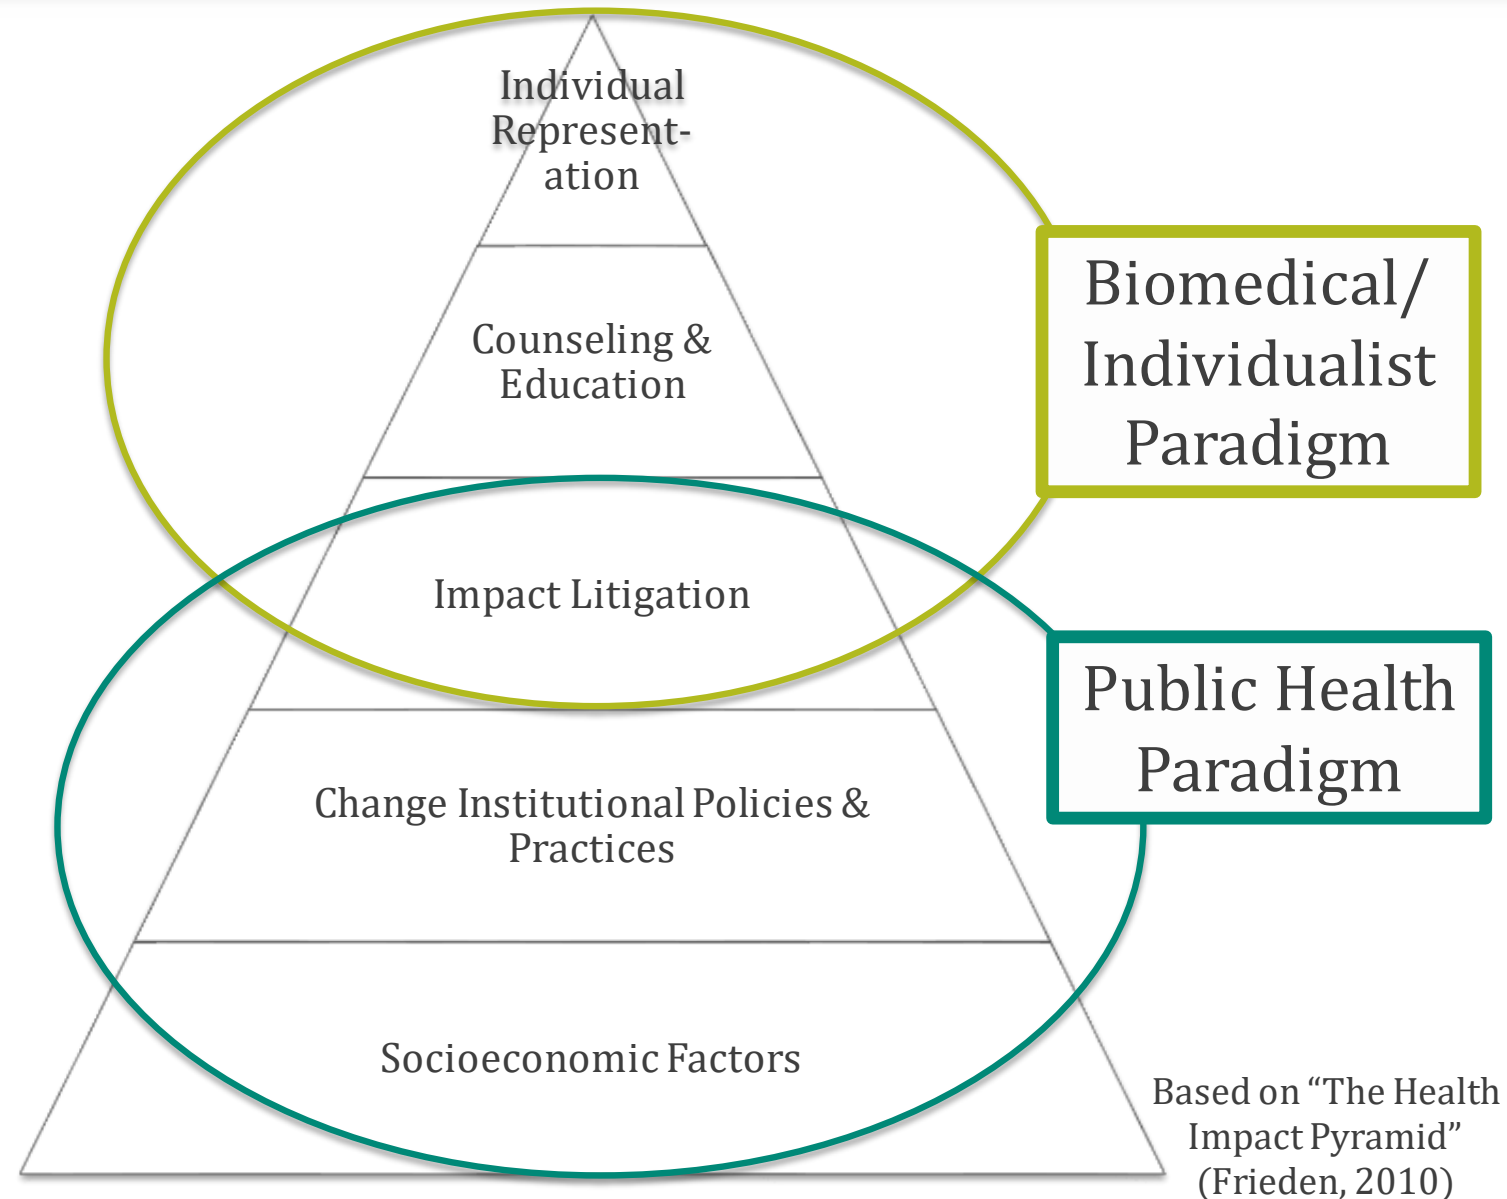 Individual
Represent-
ation
Counseling &
Education
Biomedical/
Individualist
Paradigm
Impact Litigation
Public Health
Paradigm
Change Institutional Policies &
Practices
Socioeconomic Factors
Based on “The Health
Impact Pyramid”
(Frieden, 2010)